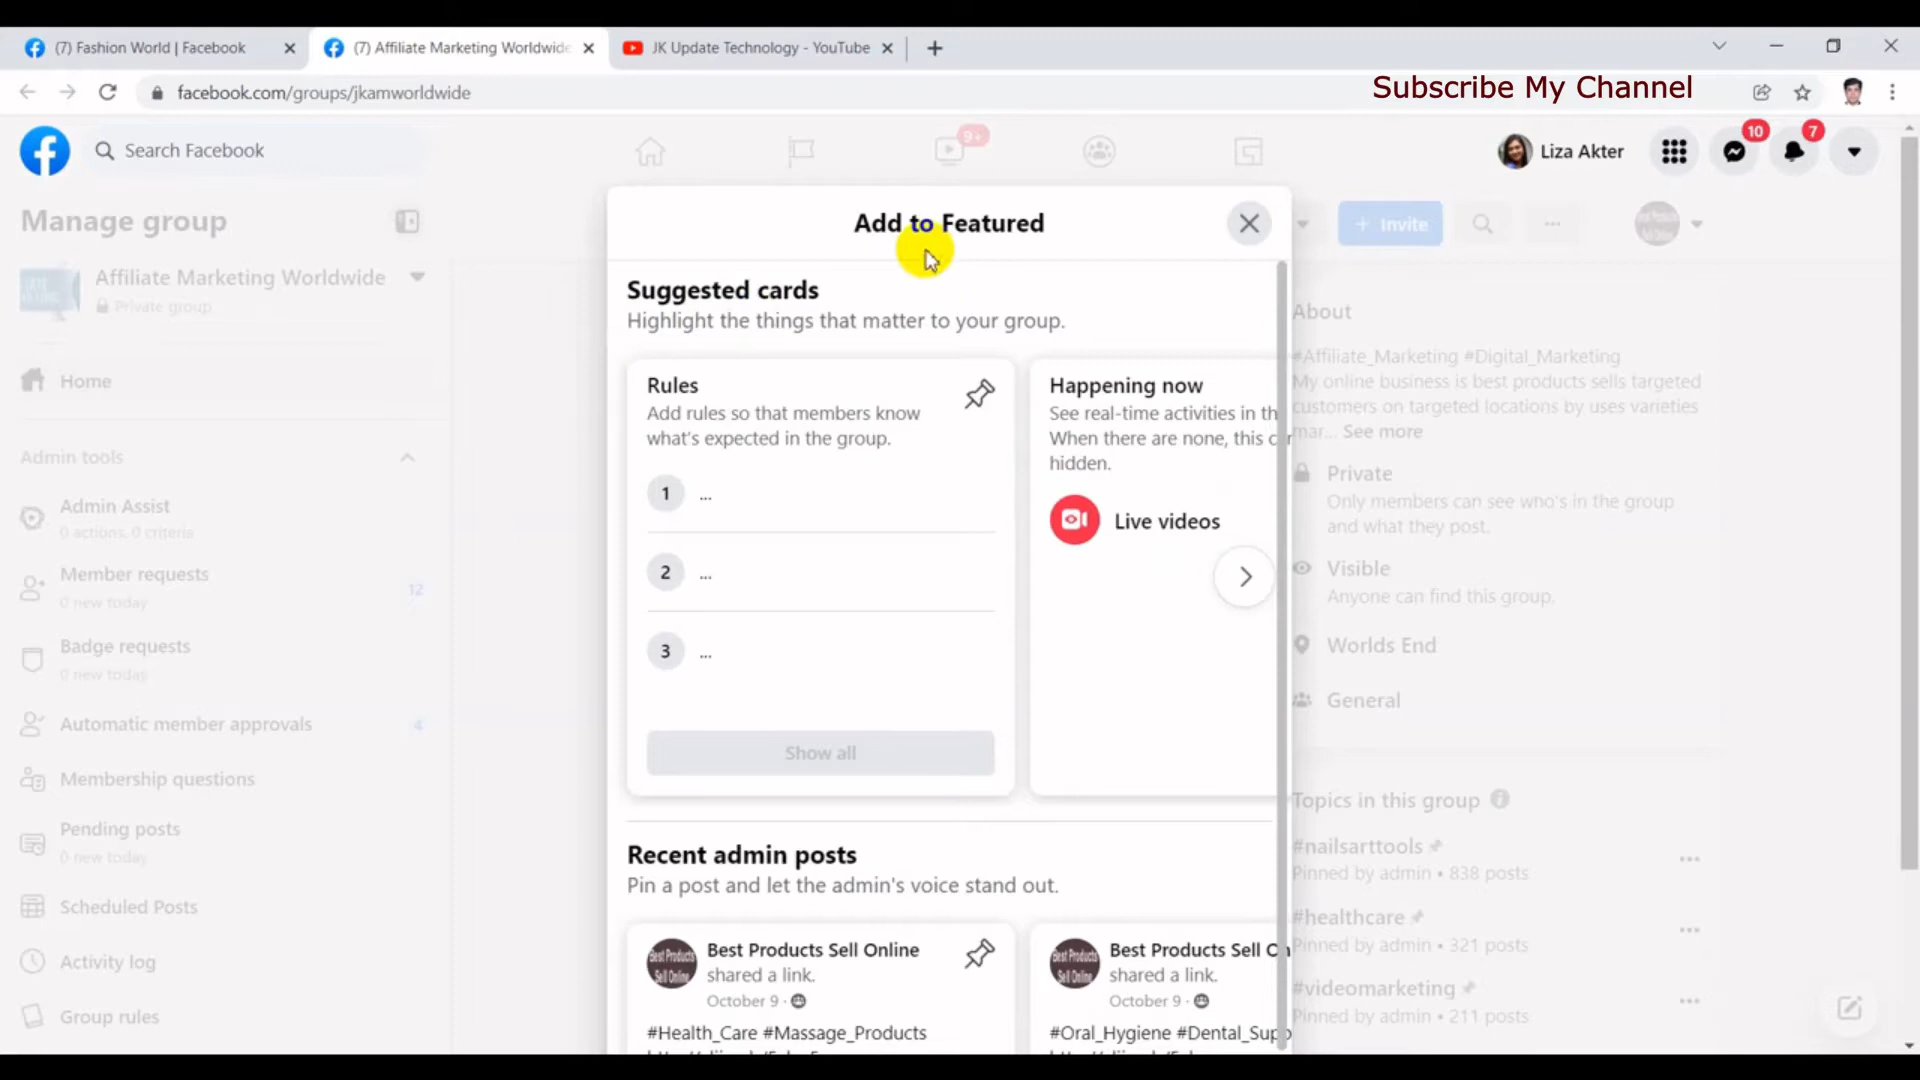 (7) Fashion World | Facebook
(7) Affiliate Marketing Worldwide
JK Update Technology - YouTube
facebook.com/groups/jkamworldwide
Subscribe My Channel
Search Facebook
9+
Liza Akter
10
7
Manage group
Affiliate Marketing Worldwide
Private group
Home
Admin tools
Admin Assist
0 actions, 0 criteria
Member requests
0 new today
12
Badge requests
0 new today
Automatic member approvals
4
Membership questions
Pending posts
0 new today
Scheduled Posts
Activity log
Group rules
Add to Featured
Suggested cards
Highlight the things that matter to your group.
Rules
Add rules so that members know
what's expected in the group.
1 ...
2 ...
3 ...
Show all
Happening now
See real-time activities in th
When there are none, this ca
hidden.
Live videos
Recent admin posts
Pin a post and let the admin's voice stand out.
Best Products Sell Online
shared a link.
October 9 ·
#Health_Care #Massage_Products
Best Products Sell On
shared a link.
October 9 ·
#Oral_Hygiene #Dental_Supp
+ Invite
About
#Affiliate_Marketing #Digital_Marketing
My online business is best products sells targeted
customers on targeted locations by uses varieties
mar... See more
Private
Only members can see who's in the group
and what they post.
Visible
Anyone can find this group.
Worlds End
General
Topics in this group
#nailsarttools
Pinned by admin • 838 posts
#healthcare
Pinned by admin • 321 posts
#videomarketing
Pinned by admin • 211 posts